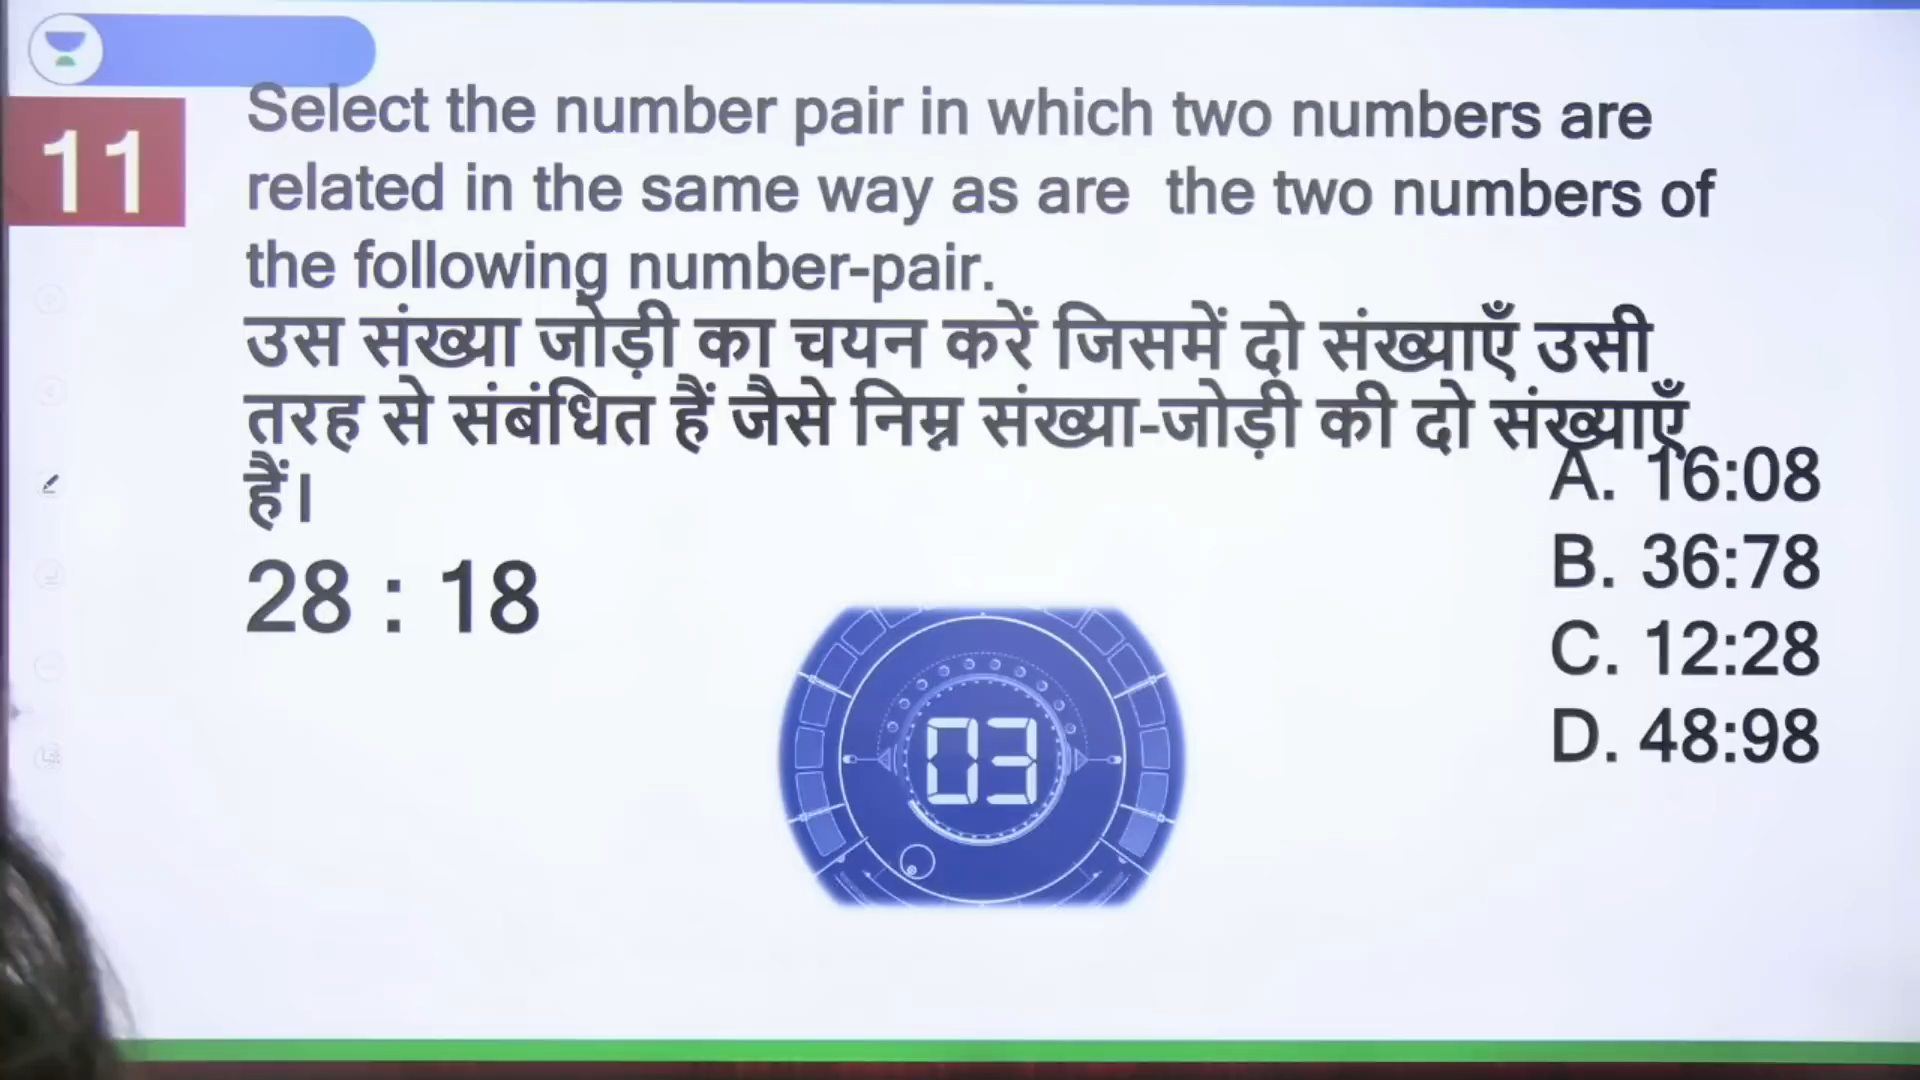 11
Select the number pair in which two numbers are
related in the same way as are the two numbers of
the following number-pair.
उस संख्या जोड़ी का चयन करें जिसमें दो संख्याएँ उसी
तरह से संबंधित हैं जैसे निम्न संख्या-जोड़ी की दो संख्याएँ
हैं।
28 : 18
A. 16:08
B. 36:78
C. 12:28
D. 48:98
03